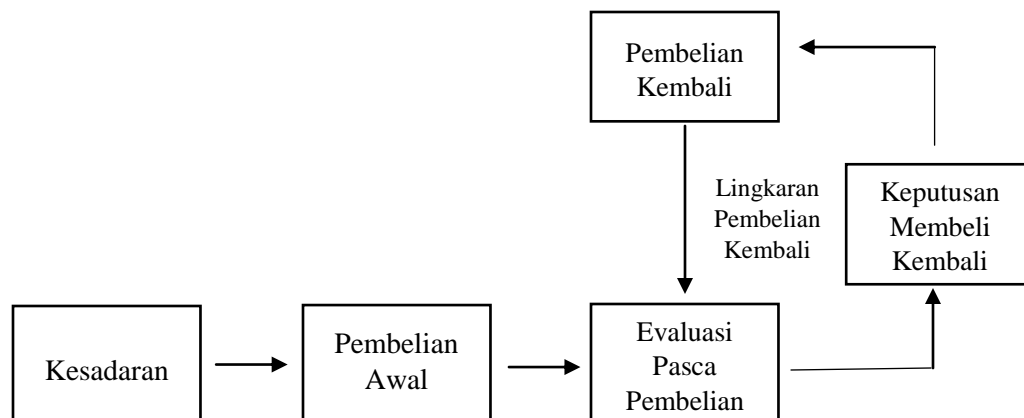 Pembelian
Kembali
Lingkaran
Pembelian
Kembali
Keputusan
Membeli
Kembali
Kesadaran
Pembelian
Awal
Evaluasi
Pasca
Pembelian